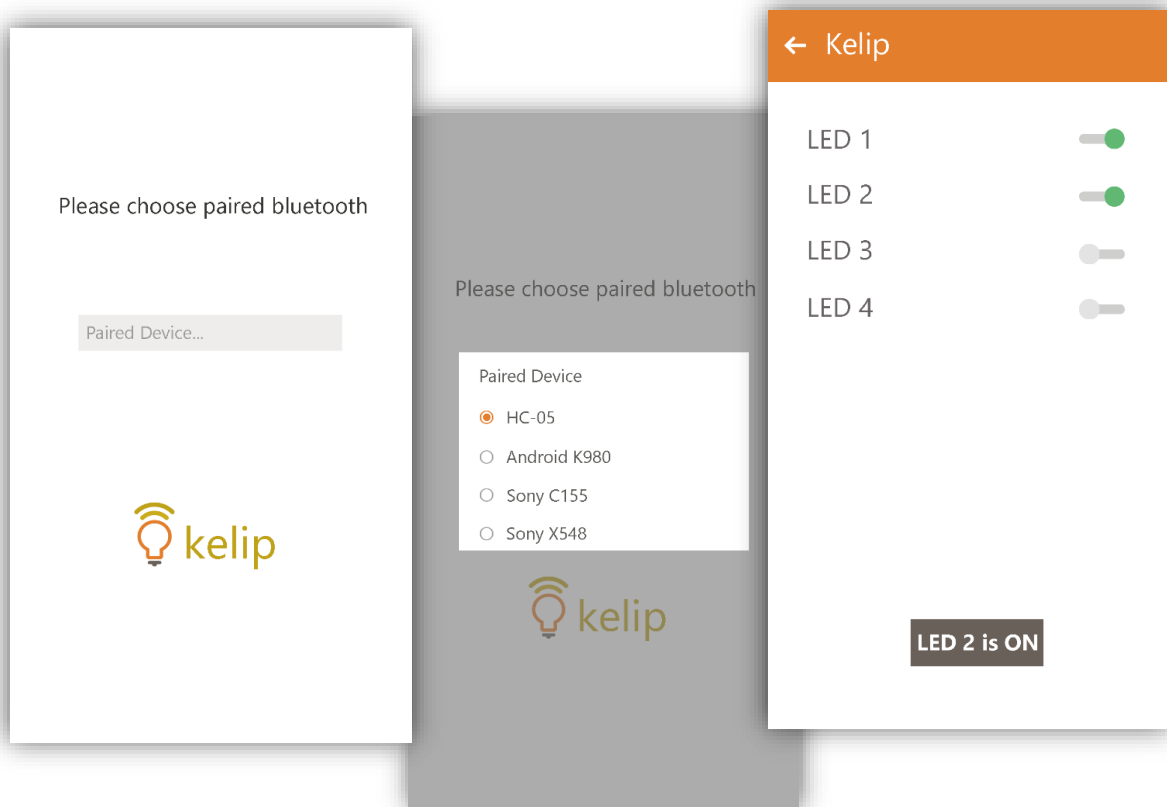 Please choose paired bluetooth
Paired Device...
kelip
Please choose paired bluetooth
Paired Device
HC-05
Android K980
Sony C155
Sony X548
kelip
Kelip
LED 1
LED 2
LED 3
LED 4
LED 2 is ON